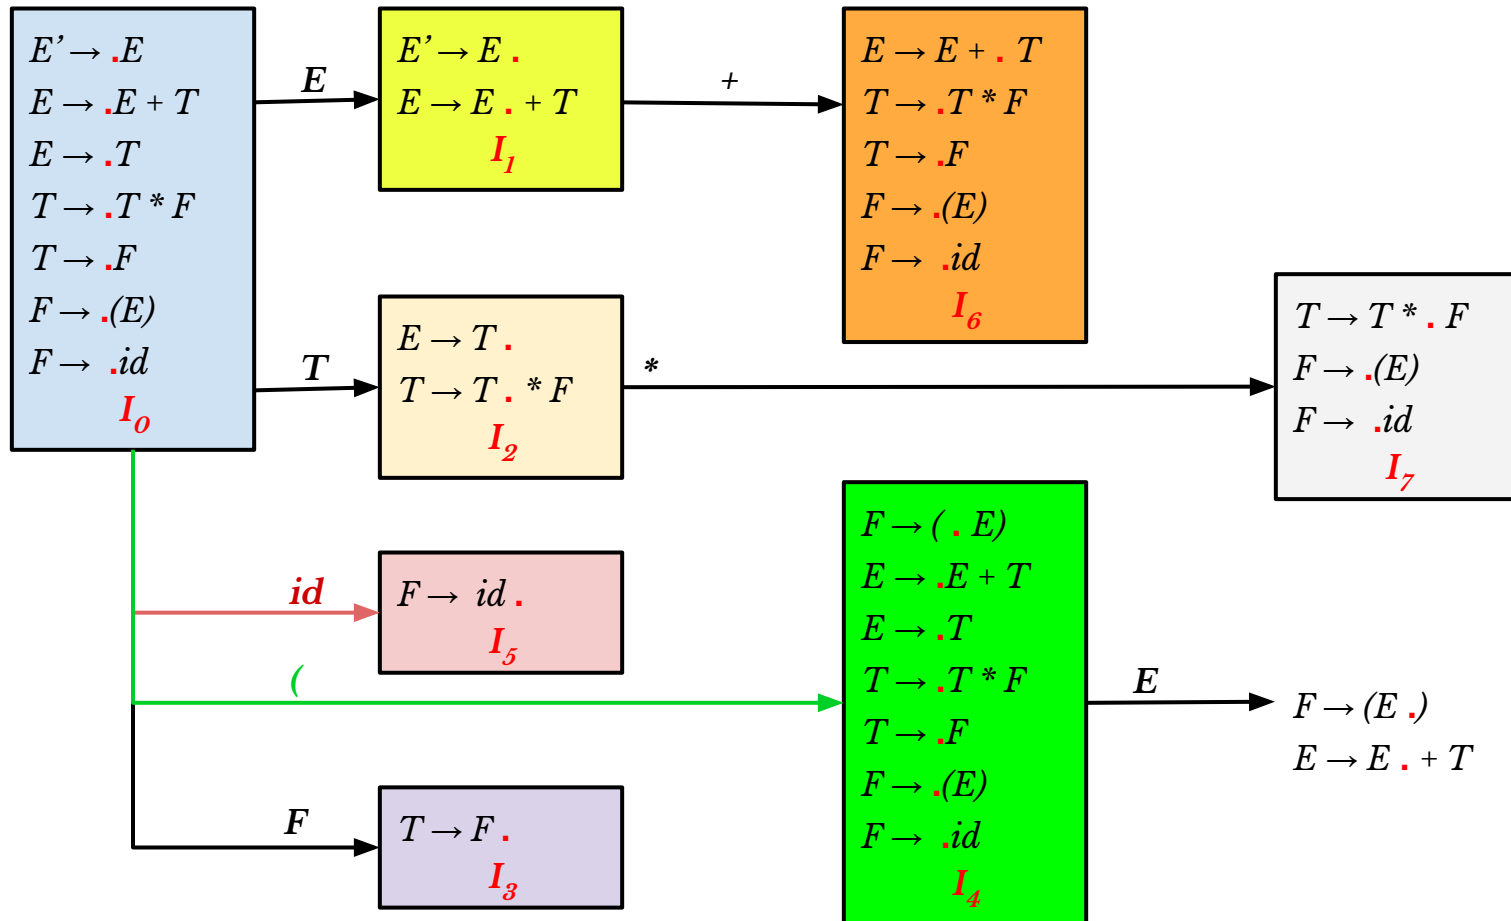 E’ → .E
E → .E + T
E → .T
T → .T * F
T → .F
F → .(E)
F → .id
I₀
E
E’ → E .
E → E . + T
I₁
+
E → E + . T
T → .T * F
T → .F
F → .(E)
F → .id
I₆
T
E → T .
T → T . * F
I₂
*
T → T * . F
F → .(E)
F → .id
I₇
id
F → id .
I₅
(
F → ( . E)
E → .E + T
E → .T
T → .T * F
T → .F
F → .(E)
F → .id
I₄
E
F → (E .)
E → E . + T
F
T → F .
I₃